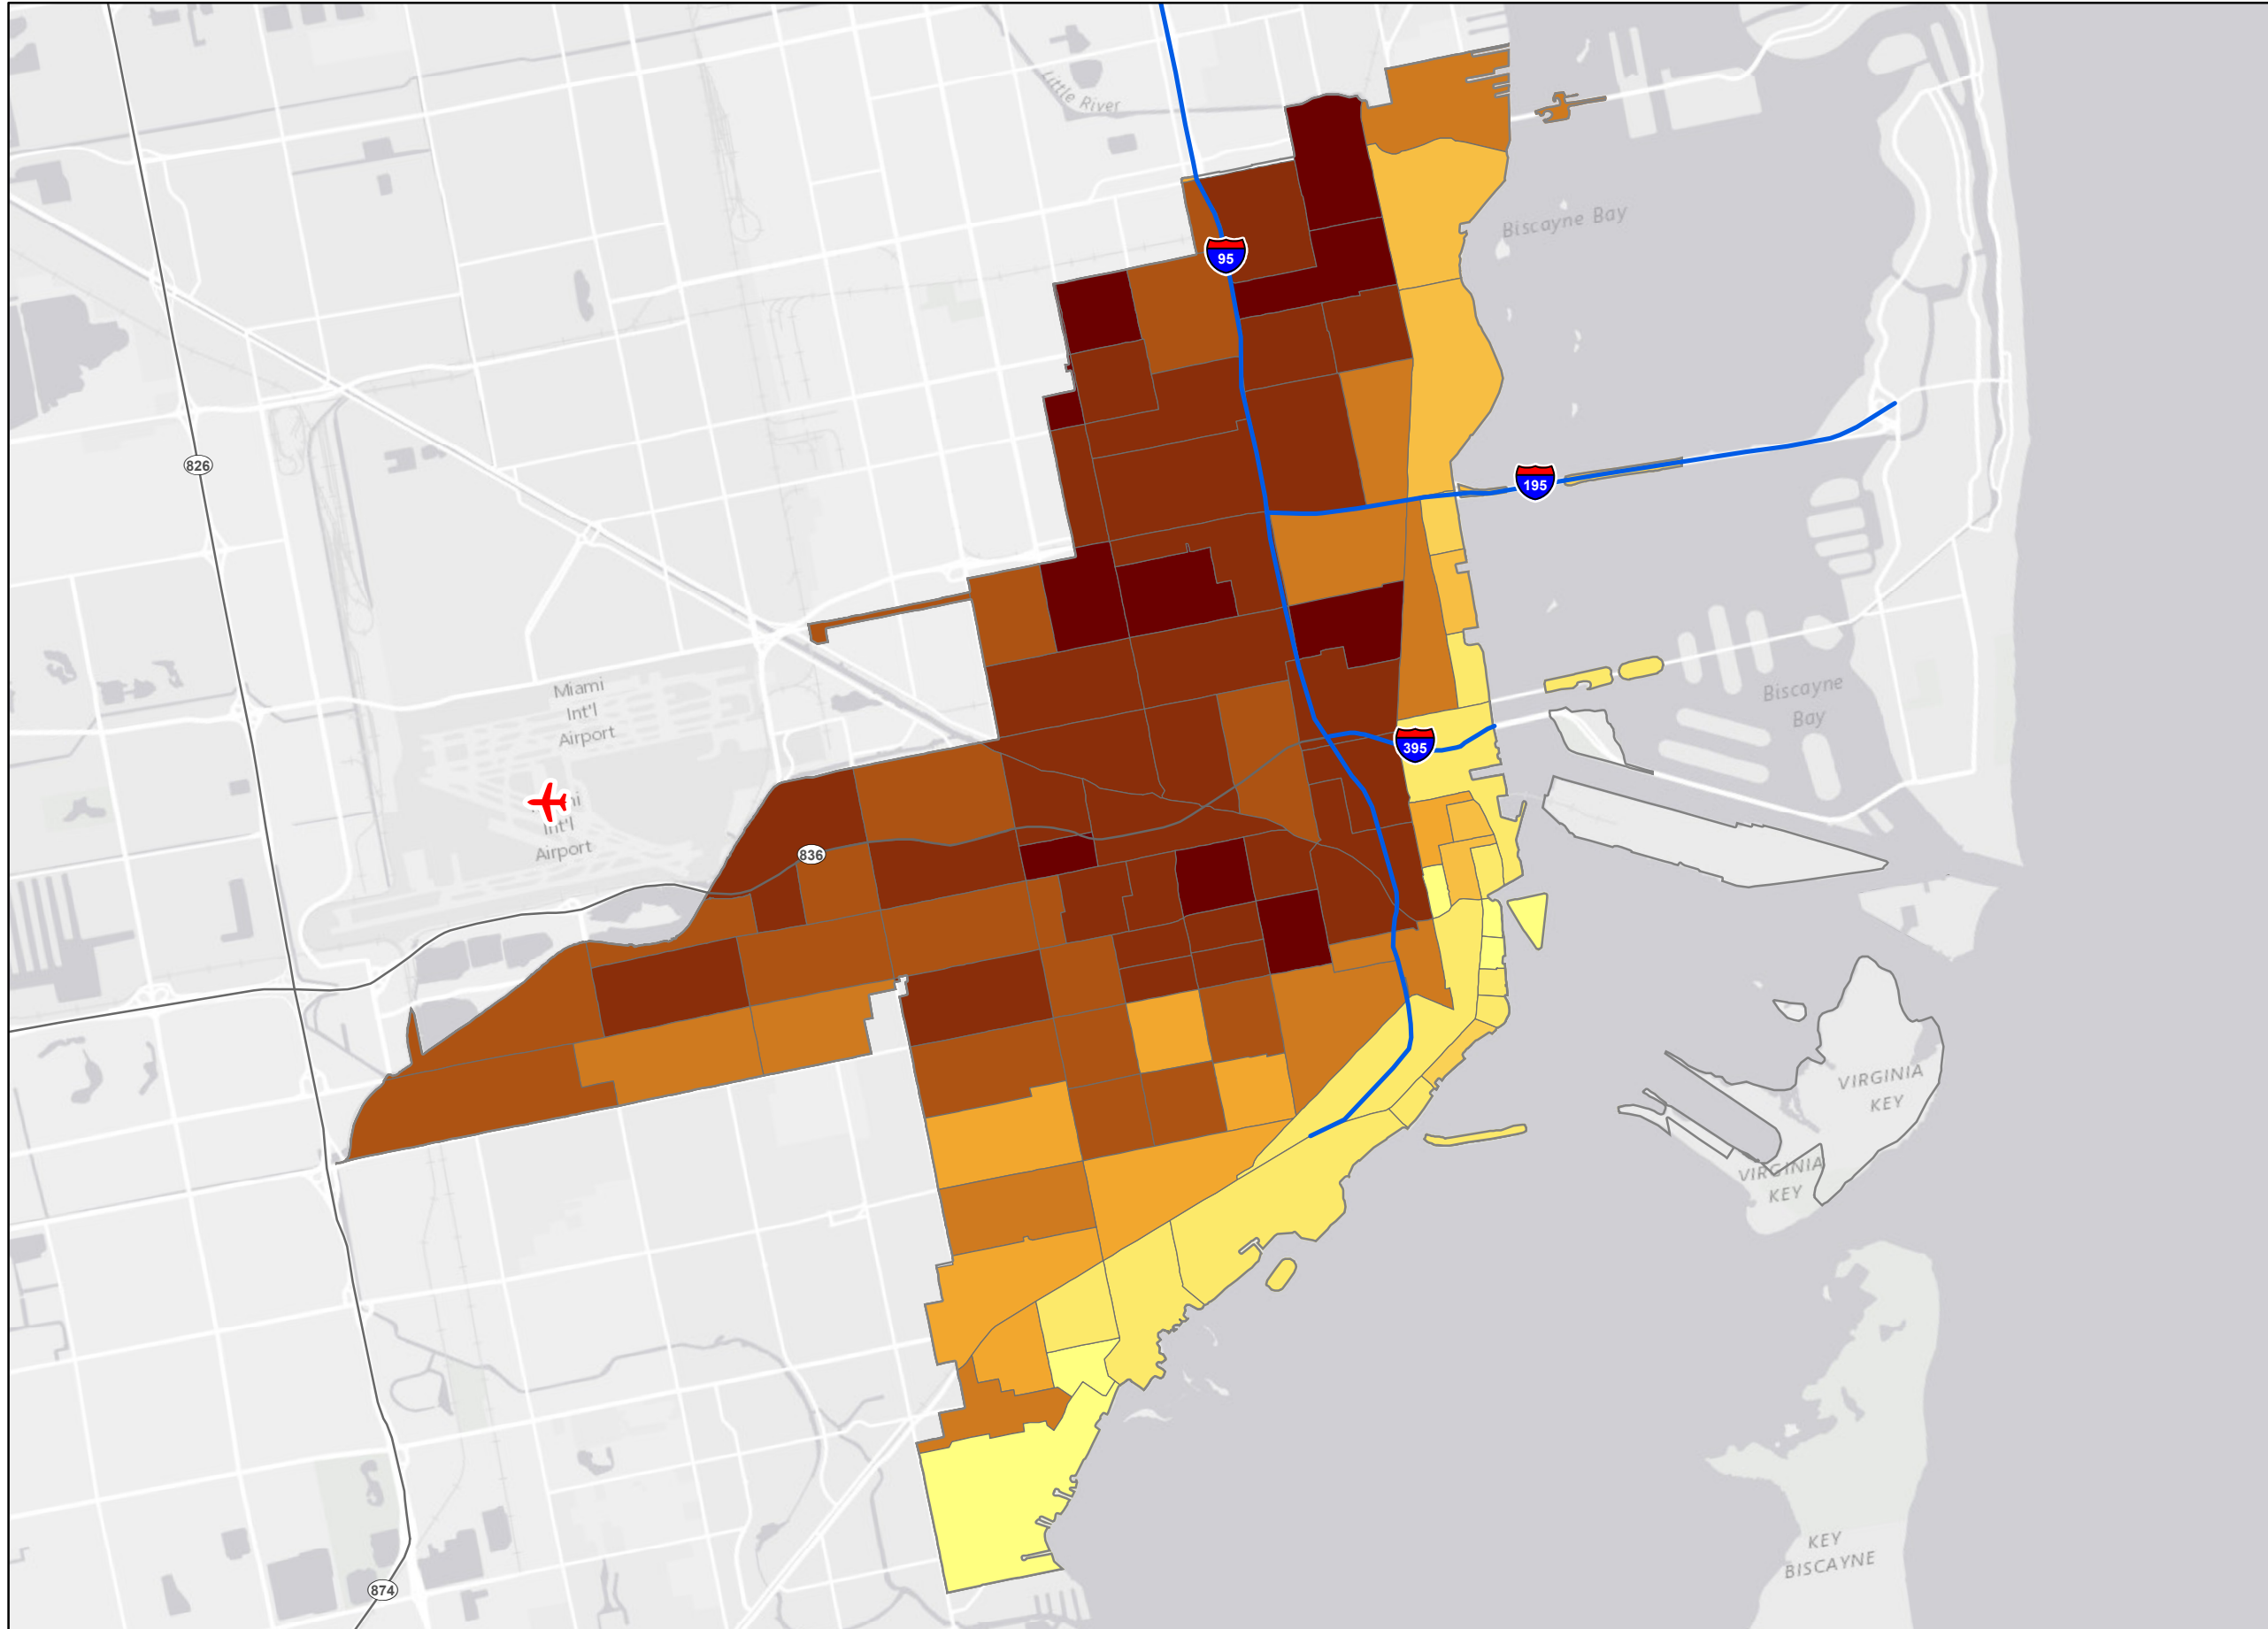 Little River
Biscayne Bay
95
826
195
Miami
Int'l
Airport
Biscayne
Bay
395
Int'l
Airport
836
VIRGINIA
KEY
VIRGINIA
KEY
KEY
BISCAYNE
874